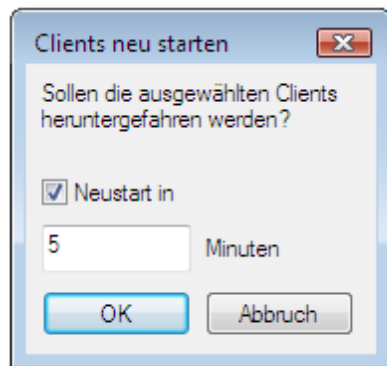 Clients neu starten
Sollen die ausgewählten Clients
heruntergefahren werden?
Neustart in
5 Minuten
OK Abbruch